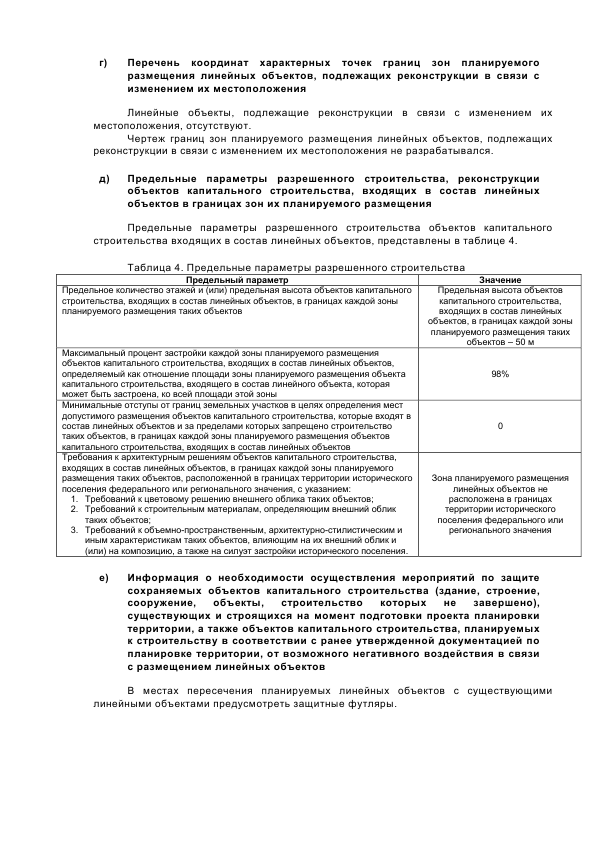 г) Перечень координат характерных точек границ зон планируемого
размещения линейных объектов, подлежащих реконструкции в связи с
изменением их местоположения
Линейные объекты, подлежащие реконструкции в связи с изменением их
местоположения, отсутствуют.
Чертеж границ зон планируемого размещения линейных объектов, подлежащих
реконструкции в связи с изменением их местоположения не разрабатывался.
д) Предельные параметры разрешенного строительства, реконструкции
объектов капитального строительства, входящих в состав линейных
объектов в границах зон их планируемого размещения
Предельные параметры разрешенного строительства объектов капитального
строительства входящих в состав линейных объектов, представлены в таблице 4.
Таблица 4. Предельные параметры разрешенного строительства
Предельный параметр
Значение
Предельное количество этажей и (или) предельная высота объектов капитального
строительства, входящих в состав линейных объектов, в границах каждой зоны
планируемого размещения таких объектов
Предельная высота объектов
капитального строительства,
входящих в состав линейных
объектов, в границах каждой зоны
планируемого размещения таких
объектов – 50 м
Максимальный процент застройки каждой зоны планируемого размещения
объектов капитального строительства, входящих в состав линейных объектов,
определяемый как отношение площади зоны планируемого размещения объекта
капитального строительства, входящего в состав линейного объекта, которая
может быть застроена, ко всей площади этой зоны
98%
Минимальные отступы от границ земельных участков в целях определения мест
допустимого размещения объектов капитального строительства, которые входят в
состав линейных объектов и за пределами которых запрещено строительство
таких объектов, в границах каждой зоны планируемого размещения объектов
капитального строительства, входящих в состав линейных объектов
0
Требования к архитектурным решениям объектов капитального строительства,
входящих в состав линейных объектов, в границах каждой зоны планируемого
размещения таких объектов, расположенной в границах территории исторического
поселения федерального или регионального значения, с указанием:
1. Требований к цветовому решению внешнего облика таких объектов;
2. Требований к строительным материалам, определяющим внешний облик
таких объектов;
3. Требований к объемно-пространственным, архитектурно-стилистическим и
иным характеристикам таких объектов, влияющим на их внешний облик и
(или) на композицию, а также на силуэт застройки исторического поселения.
Зона планируемого размещения
линейных объектов не
расположена в границах
территории исторического
поселения федерального или
регионального значения
е) Информация о необходимости осуществления мероприятий по защите
сохраняемых объектов капитального строительства (здание, строение,
сооружение, объекты, строительство которых не завершено),
существующих и строящихся на момент подготовки проекта планировки
территории, а также объектов капитального строительства, планируемых
к строительству в соответствии с ранее утвержденной документацией по
планировке территории, от возможного негативного воздействия в связи
с размещением линейных объектов
В местах пересечения планируемых линейных объектов с существующими
линейными объектами предусмотреть защитные футляры.